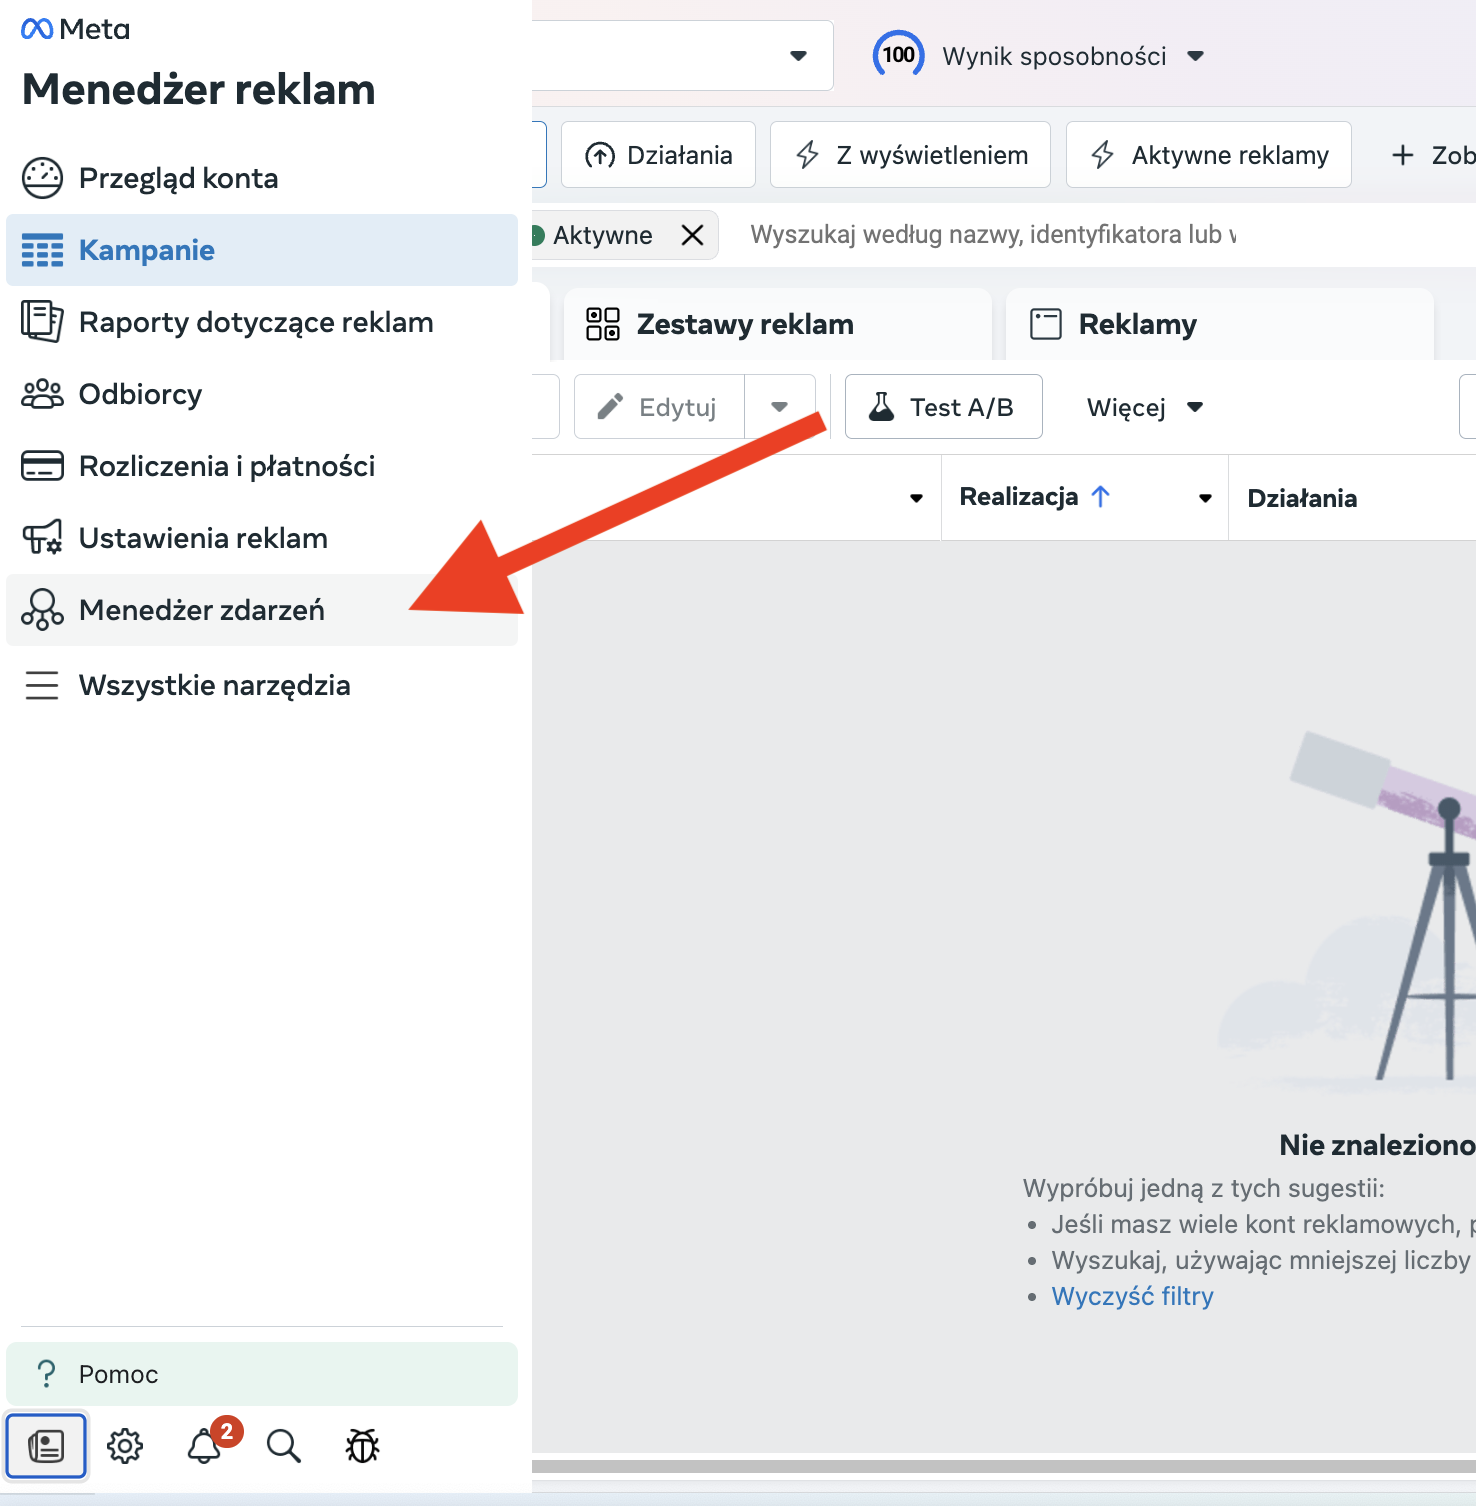 Meta
Menedżer reklam
Przegląd konta
Kampanie
Raporty dotyczące reklam
Odbiorcy
Rozliczenia i płatności
Ustawienia reklam
Menedżer zdarzeń
Wszystkie narzędzia
Pomoc
2
100 Wynik sposobności
Działania
Z wyświetleniem
Aktywne reklamy
+ Zob
Aktywne
Wyszukaj według nazwy, identyfikatora lub
Zestawy reklam
Reklamy
Edytuj
Test A/B
Więcej
Realizacja
Działania
Nie znaleziono
Wypróbuj jedną z tych sugestii:
• Jeśli masz wiele kont reklamowych,
• Wyszukaj, używając mniejszej liczby
• Wyczyść filtry